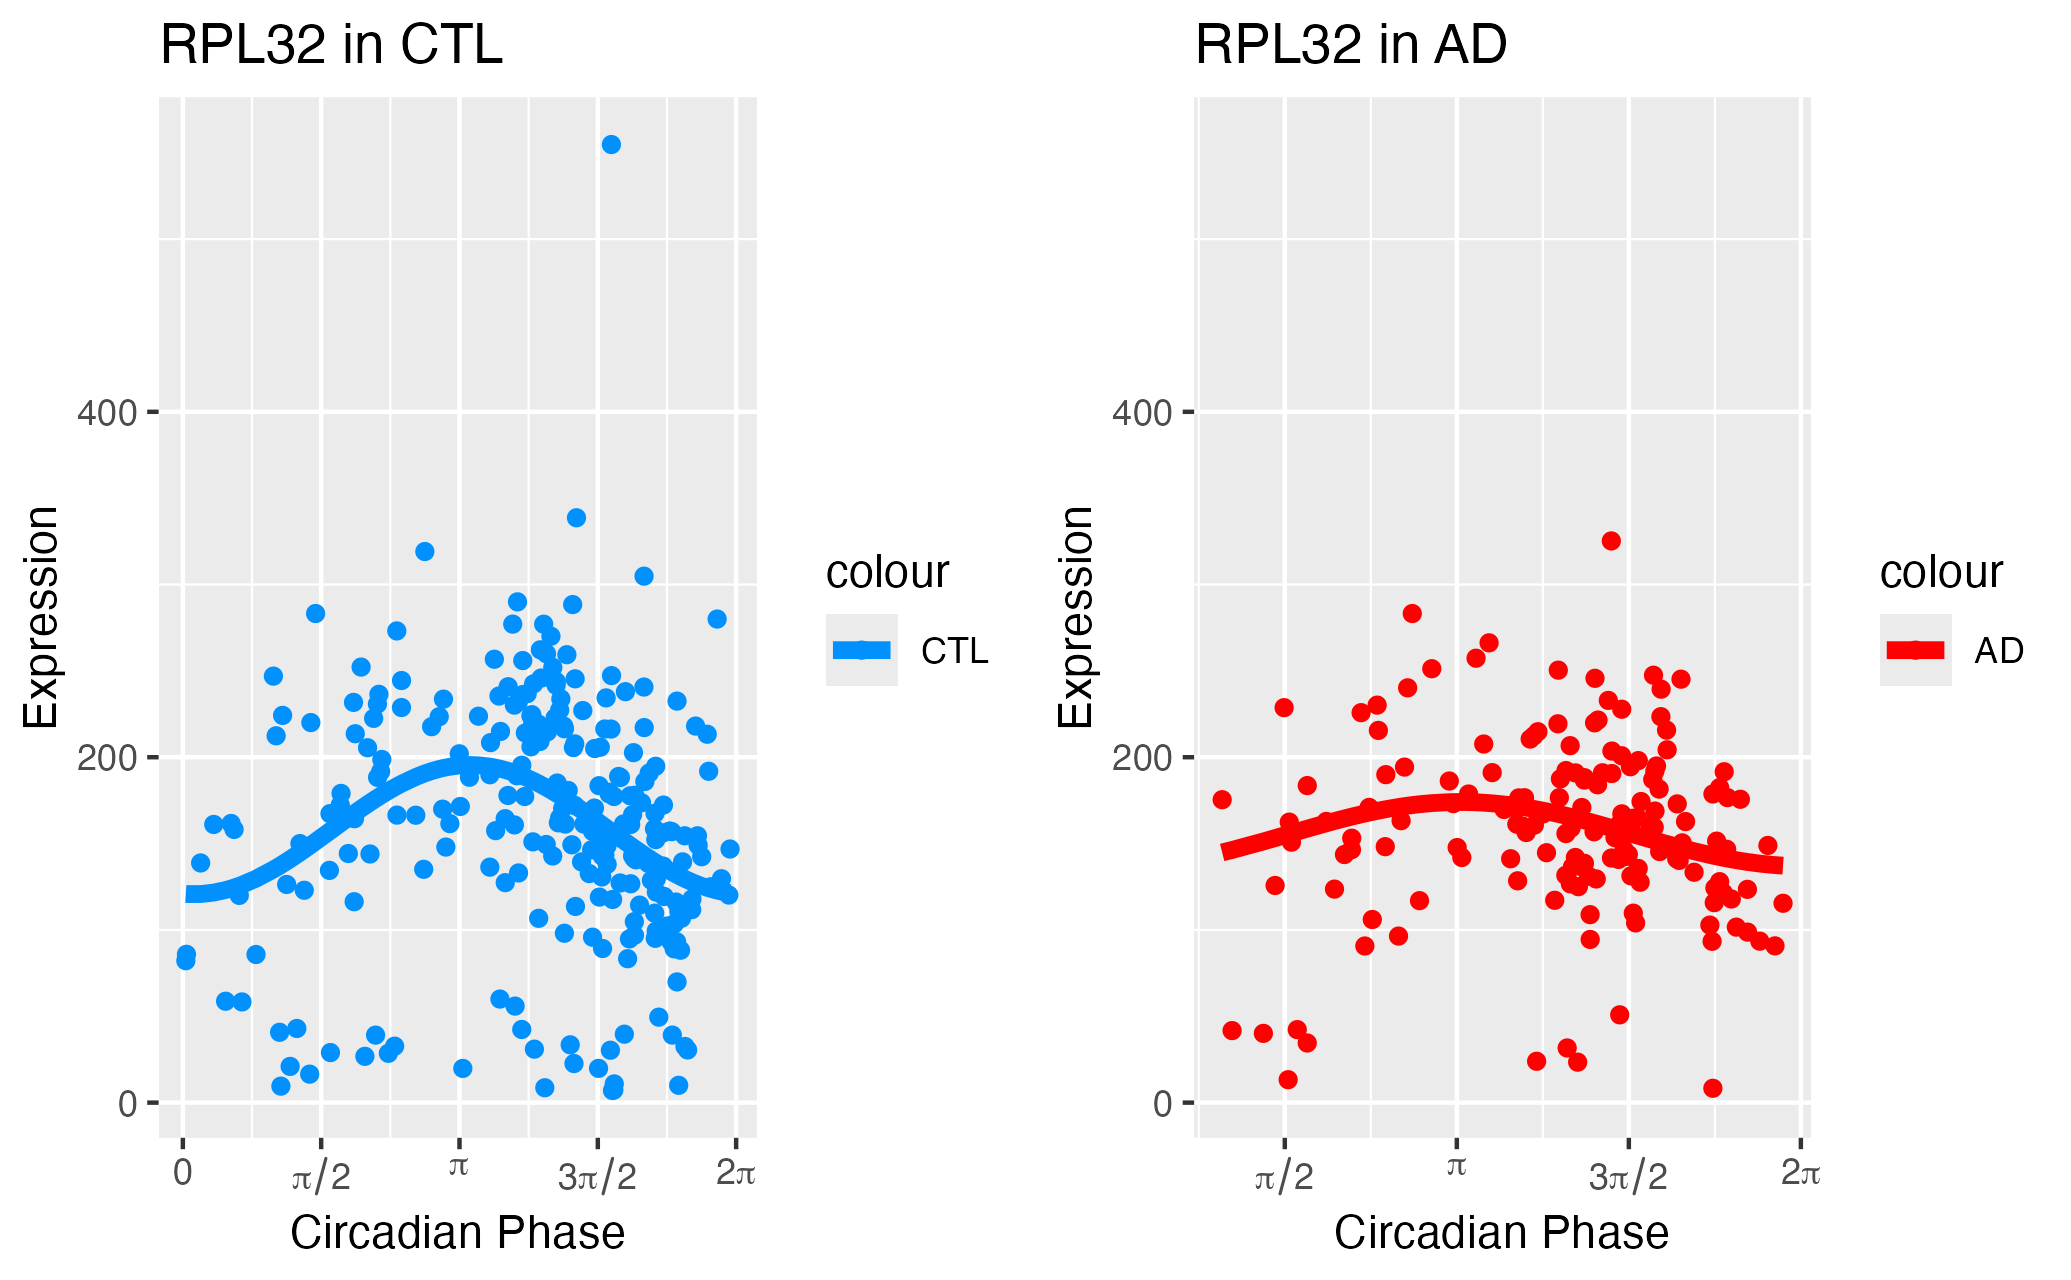 RPL32 in CTL
Expression
400
200
0
0
π/2
π
3π/2
2π
Circadian Phase
colour
CTL
RPL32 in AD
Expression
400
200
0
π/2
π
3π/2
2π
Circadian Phase
colour
AD